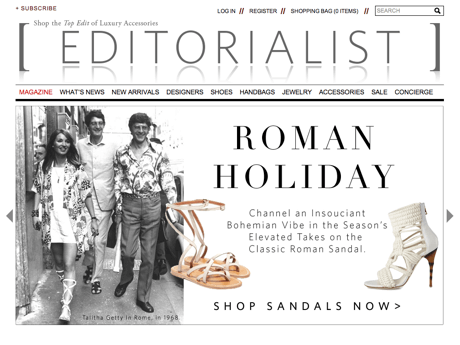 + SUBSCRIBE
LOG IN // REGISTER // SHOPPING BAG (0 ITEMS) // SEARCH
Shop the Top Edit of Luxury Accessories
[ EDITORIALIST ]
MAGAZINE WHAT'S NEW NEW ARRIVALS DESIGNERS SHOES HANDBAGS JEWELRY ACCESSORIES SALE CONCIERGE
ROMAN
HOLIDAY
Channel an Insouciant
Bohemian Vibe in the Season's
Elevated Takes on the
Classic Roman Sandal.
SHOP SANDALS NOW>
Talitha Getty in Rome, in 1968.